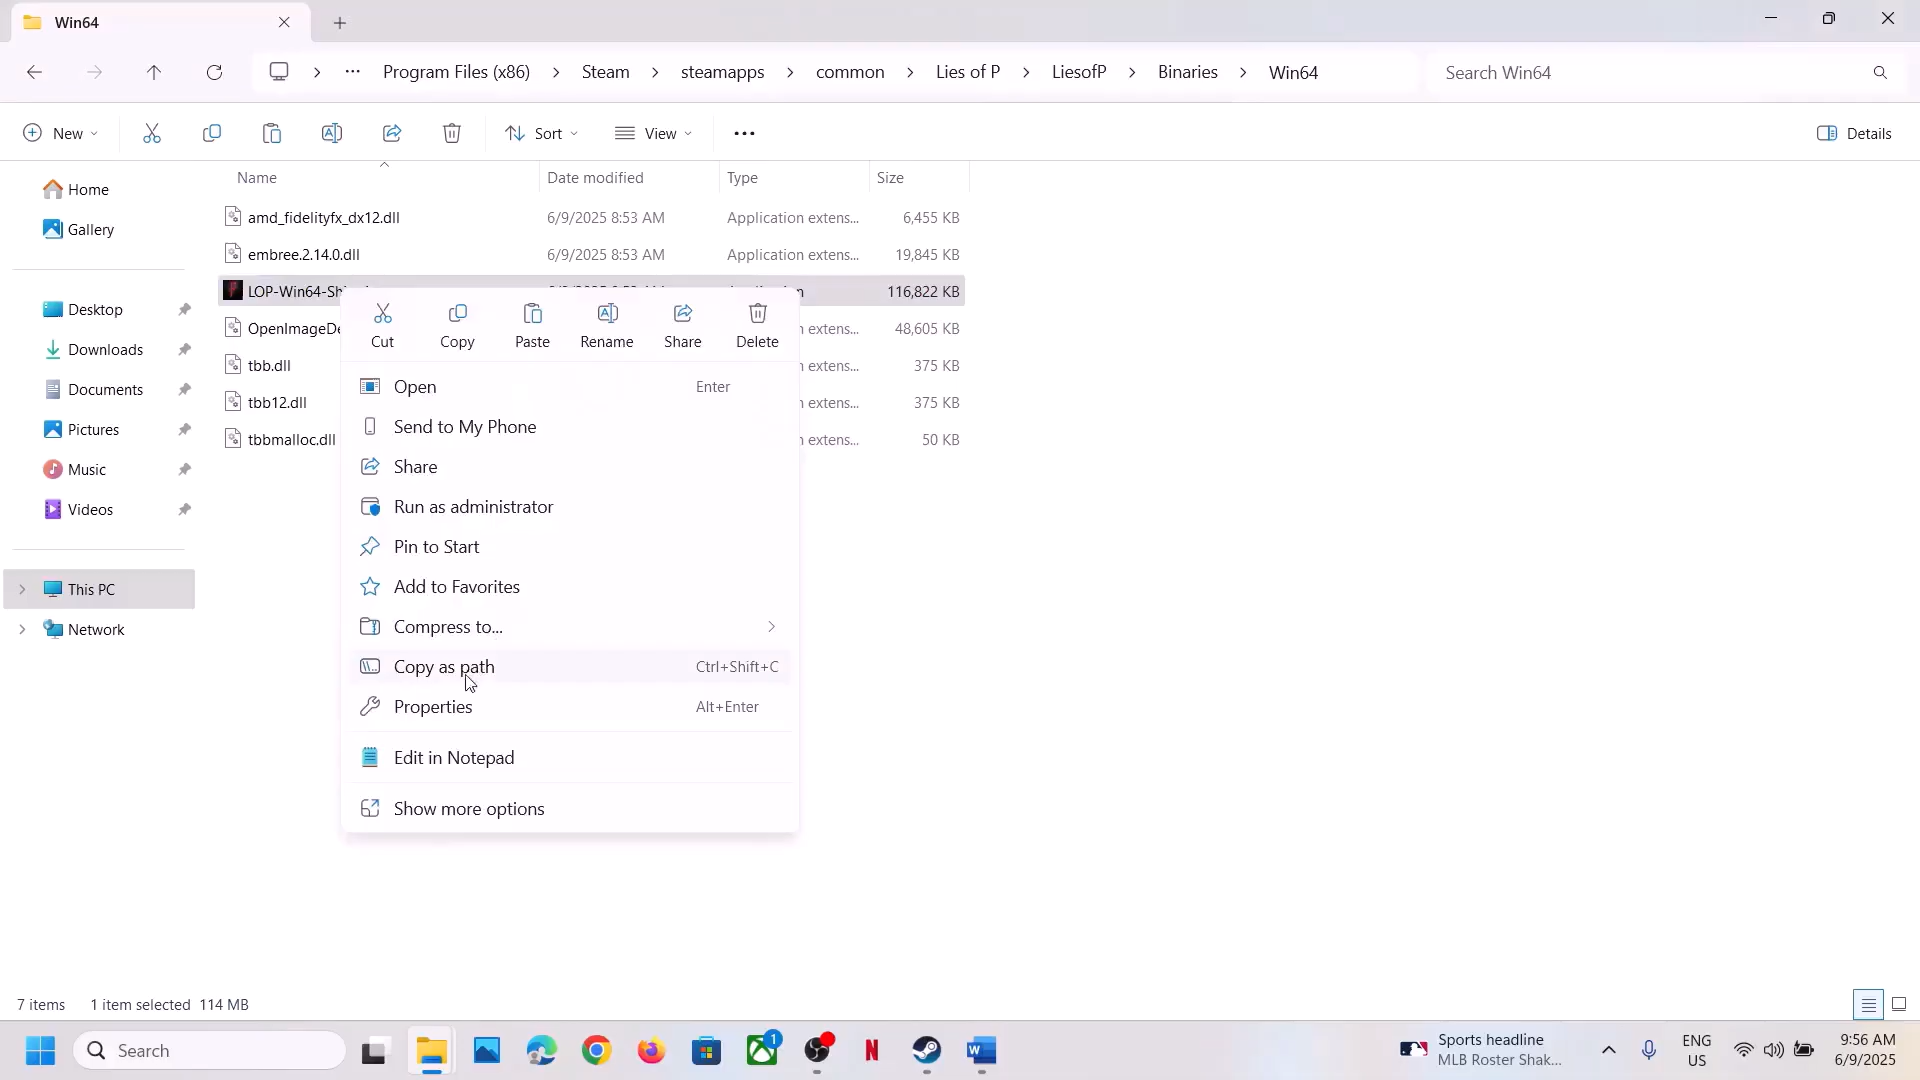 Win64
Program Files (x86) Steam steamapps common Lies of P LiesofP Binaries Win64
Search Win64
New
Sort
View
Details
Name Date modified Type Size
Home
Gallery
Desktop
Downloads
Documents
Pictures
Music
Videos
This PC
Network
amd_fidelityfx_dx12.dll 6/9/2025 8:53 AM Application extens... 6,455 KB
embree.2.14.0.dll 6/9/2025 8:53 AM Application extens... 19,845 KB
116,822 KB
extens... 48,605 KB
tbb.dll extens... 375 KB
tbb12.dll extens... 375 KB
tbbmalloc.dll extens... 50 KB
Cut Copy Paste Rename Share Delete
Open Enter
Send to My Phone
Share
Run as administrator
Pin to Start
Add to Favorites
Compress to...
Copy as path Ctrl+Shift+C
Properties Alt+Enter
Edit in Notepad
Show more options
7 items 1 item selected 114 MB
Search
1
Sports headline
MLB Roster Shak...
ENG
US
9:56 AM
6/9/2025